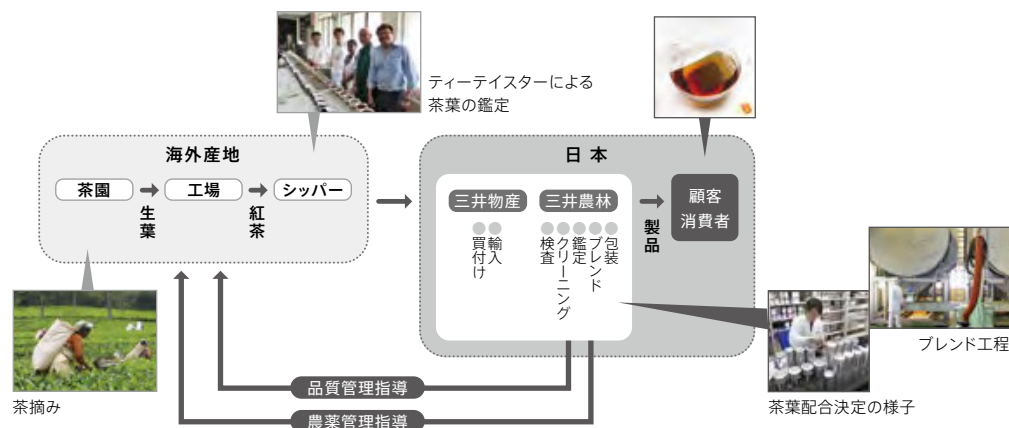 ティーテイスターによる
茶葉の鑑定
海外産地
茶園
工場
シッパー
生葉
紅茶
日本
三井物産
三井農林
買付け
輸入
検査
クリーニング
鑑定
ブレンド
包装
製品
顧客
消費者
茶摘み
品質管理指導
農薬管理指導
ブレンド工程
茶葉配合決定の様子